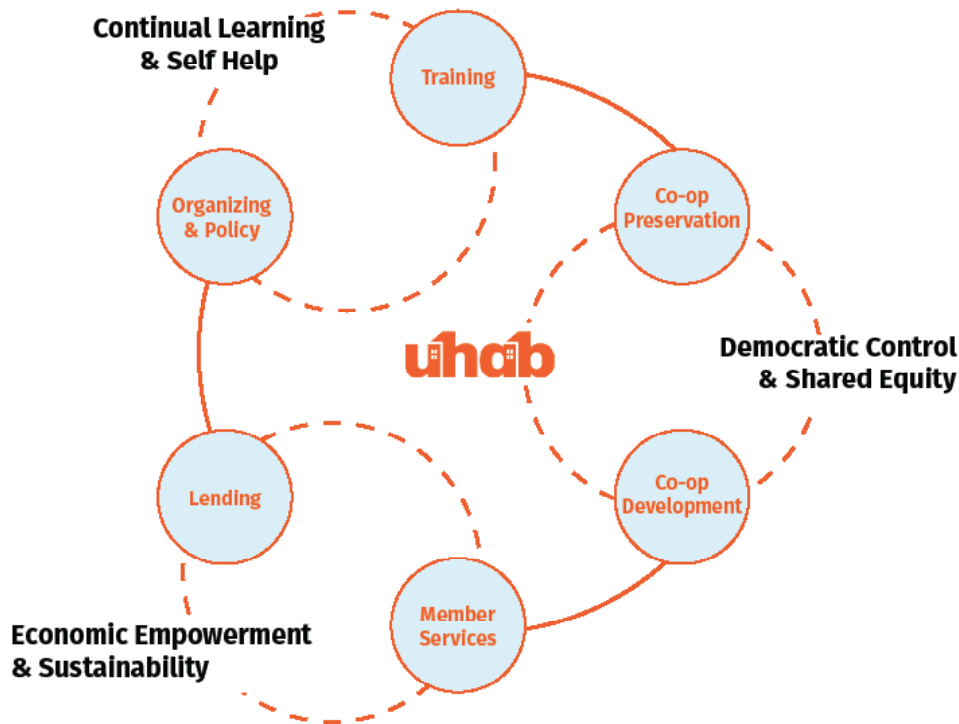 Continual Learning
& Self Help
Training
Organizing
& Policy
Co-op
Preservation
uhab
Democratic Control
& Shared Equity
Lending
Co-op
Development
Member
Services
Economic Empowerment
& Sustainability